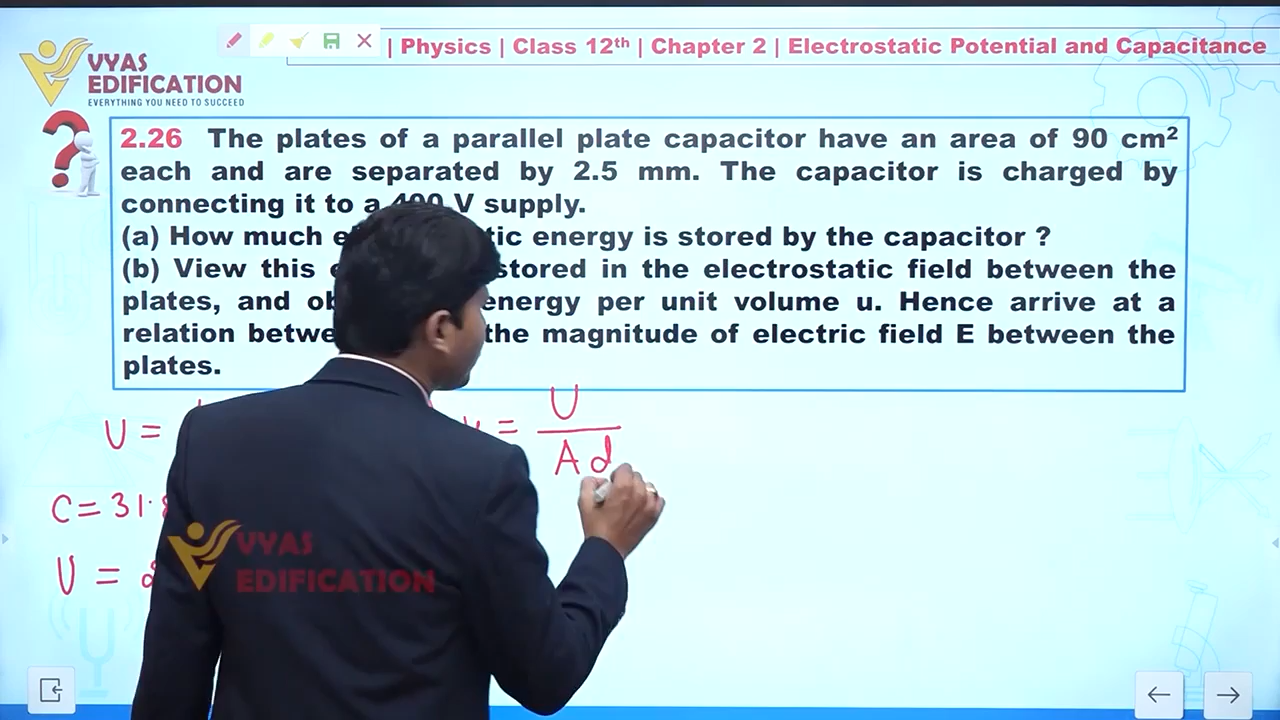 VYAS
EDIFICATION
EVERYTHING YOU NEED TO SUCCEED
| Physics | Class 12th | Chapter 2 | Electrostatic Potential and Capacitance
2.26 The plates of a parallel plate capacitor have an area of 90 cm²
each and are separated by 2.5 mm. The capacitor is charged by
connecting it to a 400 V supply.
(a) How much tic energy is stored by the capacitor ?
(b) View this stored in the electrostatic field between the
plates, and energy per unit volume u. Hence arrive at a
relation the magnitude of electric field E between the
plates.
U =
u = U / Ad
C = 31.
U =
VYAS
EDIFICATION